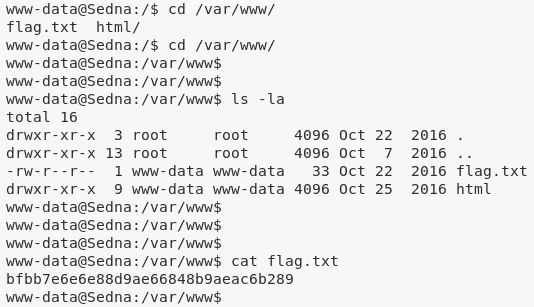 www-data@Sedna:/$ cd /var/www/
flag.txt  html/
www-data@Sedna:/$ cd /var/www/
www-data@Sedna:/var/www$
www-data@Sedna:/var/www$
www-data@Sedna:/var/www$ ls -la
total 16
drwxr-xr-x  3 root     root     4096 Oct 22  2016 .
drwxr-xr-x 13 root     root     4096 Oct  7  2016 ..
-rw-r--r--  1 www-data www-data   33 Oct 22  2016 flag.txt
drwxr-xr-x  9 www-data www-data 4096 Oct 25  2016 html
www-data@Sedna:/var/www$
www-data@Sedna:/var/www$
www-data@Sedna:/var/www$
www-data@Sedna:/var/www$ cat flag.txt
bfbb7e6e6e88d9ae66848b9aeac6b289
www-data@Sedna:/var/www$